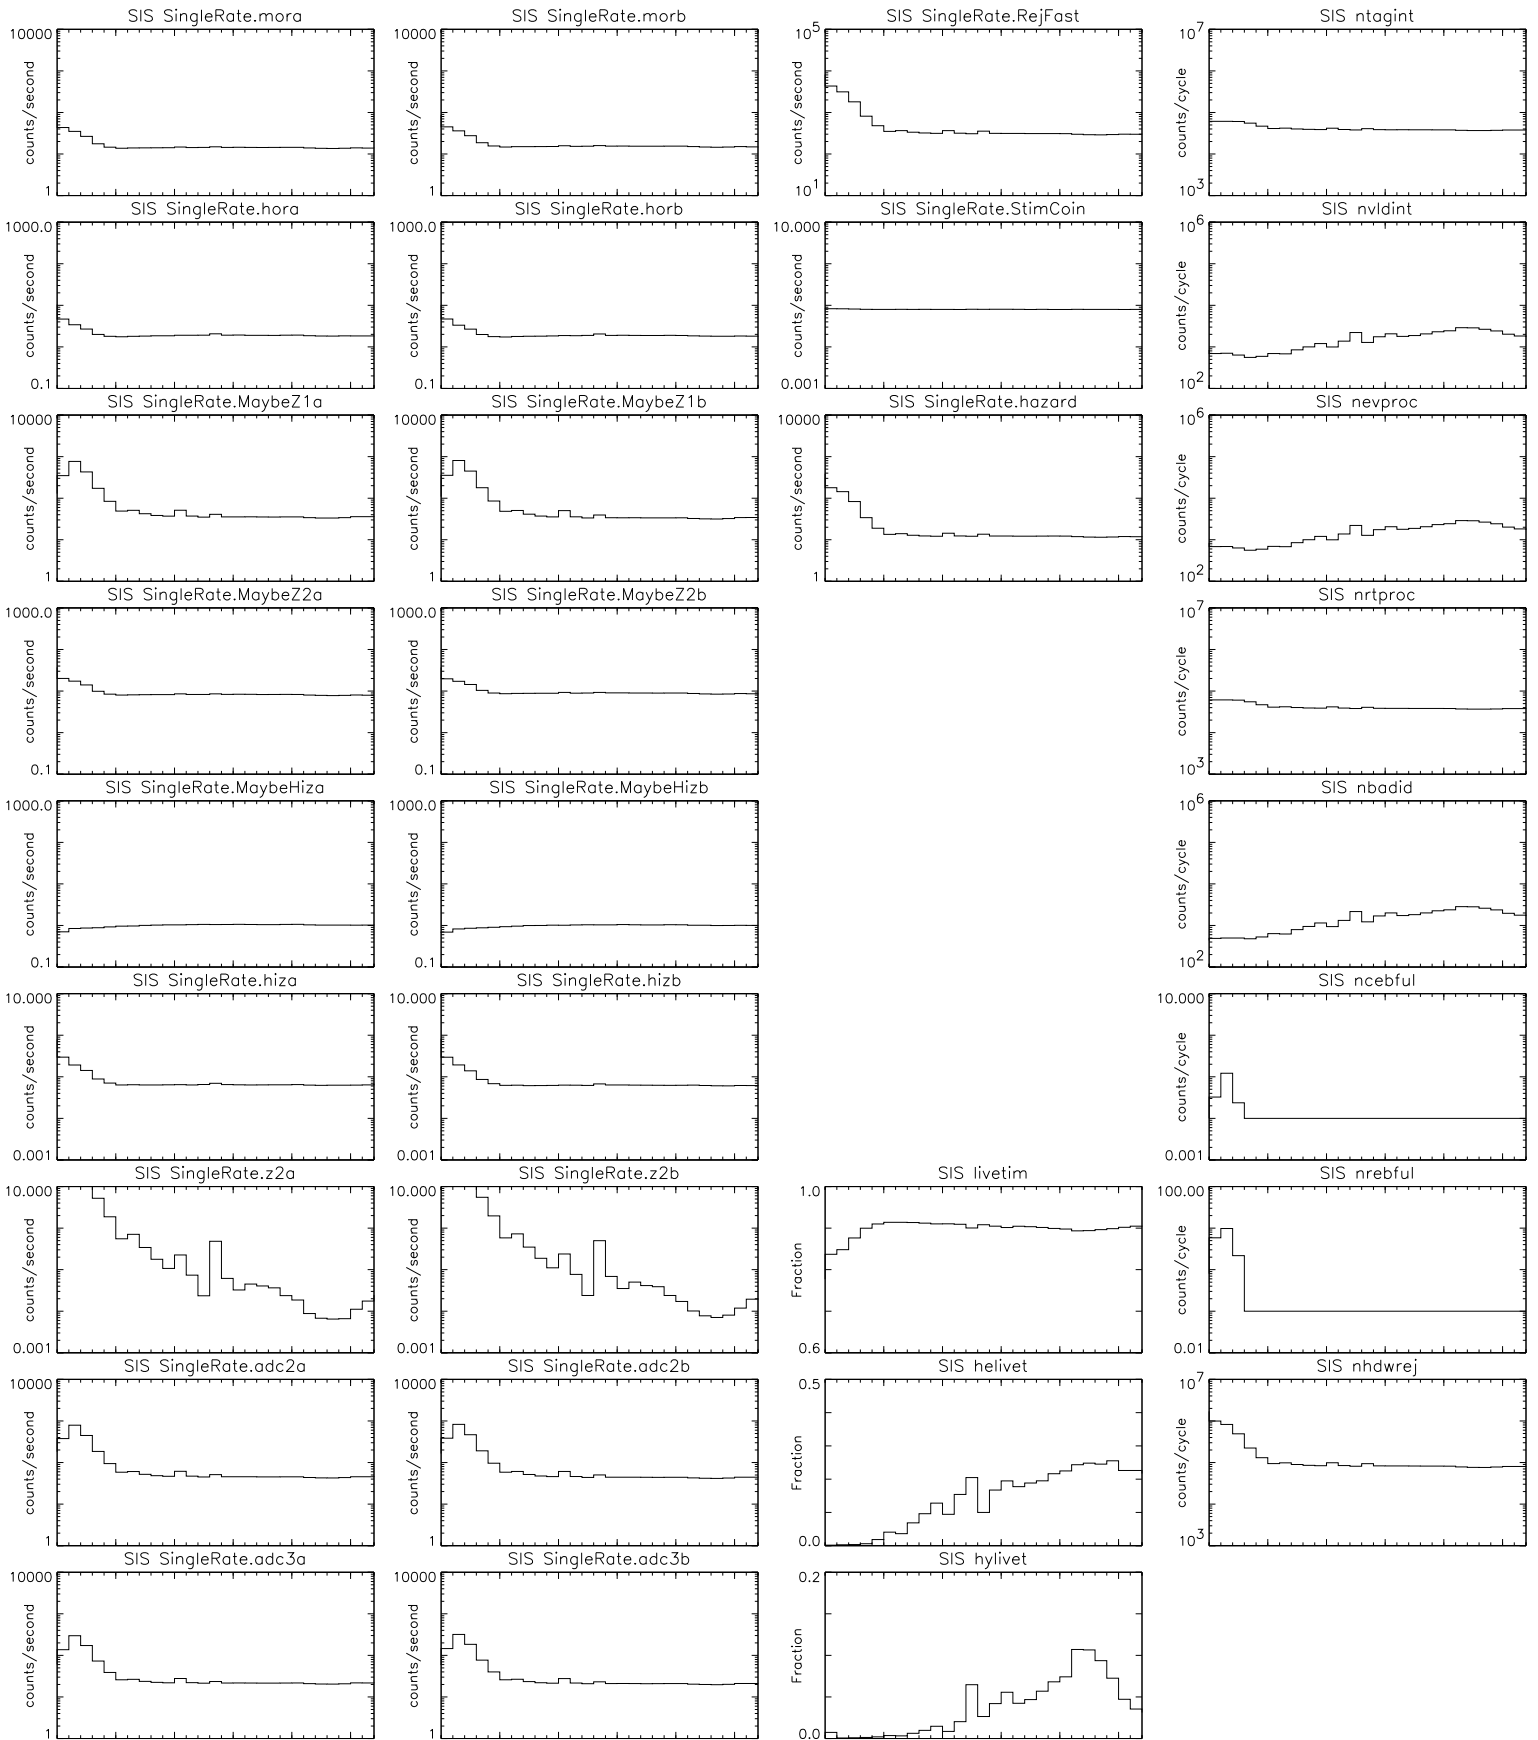 SIS SingleRate.mora
10000
counts/second
1
SIS SingleRate.morb
10000
counts/second
1
SIS SingleRate.RejFast
10^5
counts/second
10^1
SIS ntagint
10^7
counts/cycle
10^3
SIS SingleRate.hora
1000.0
counts/second
0.1
SIS SingleRate.horb
1000.0
counts/second
0.1
SIS SingleRate.StimCoin
10.000
counts/second
0.001
SIS nvldint
10^6
counts/cycle
10^2
SIS SingleRate.MaybeZ1a
10000
counts/second
1
SIS SingleRate.MaybeZ1b
10000
counts/second
1
SIS SingleRate.hazard
10000
counts/second
1
SIS nevproc
10^6
counts/cycle
10^2
SIS SingleRate.MaybeZ2a
1000.0
counts/second
0.1
SIS SingleRate.MaybeZ2b
1000.0
counts/second
0.1
SIS nrtproc
10^7
counts/cycle
10^3
SIS SingleRate.MaybeHiza
1000.0
counts/second
0.1
SIS SingleRate.MaybeHizb
1000.0
counts/second
0.1
SIS nbadid
10^6
counts/cycle
10^2
SIS SingleRate.hiza
10.000
counts/second
0.001
SIS SingleRate.hizb
10.000
counts/second
0.001
SIS ncebful
10.000
counts/cycle
0.001
SIS SingleRate.z2a
10.000
counts/second
0.001
SIS SingleRate.z2b
10.000
counts/second
0.001
SIS livetim
1.0
Fraction
0.6
SIS nrebful
100.00
counts/cycle
0.01
SIS SingleRate.adc2a
10000
counts/second
1
SIS SingleRate.adc2b
10000
counts/second
1
SIS helivet
0.5
Fraction
0.0
SIS nhdwrej
10^7
counts/cycle
10^3
SIS SingleRate.adc3a
10000
counts/second
1
SIS SingleRate.adc3b
10000
counts/second
1
SIS hylivet
0.2
Fraction
0.0